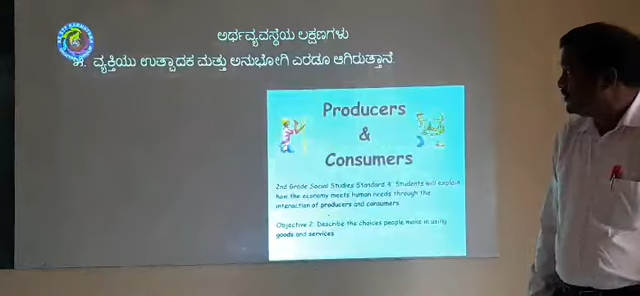 ಅರ್ಥವ್ಯವಸ್ಥೆಯ ಲಕ್ಷಣಗಳು
ವ್ಯಕ್ತಿಯು ಉತ್ಪಾದಕ ಮತ್ತು ಅನುಭೋಗಿ ಎರಡೂ ಆಗಿರುತ್ತಾನೆ.
Producers
&
Consumers
2nd Grade Social Studies Standard 4: Students will explain
how the economy meets human needs through the
interaction of producers and consumers
Objective 2: Describe the choices people make in using
goods and services